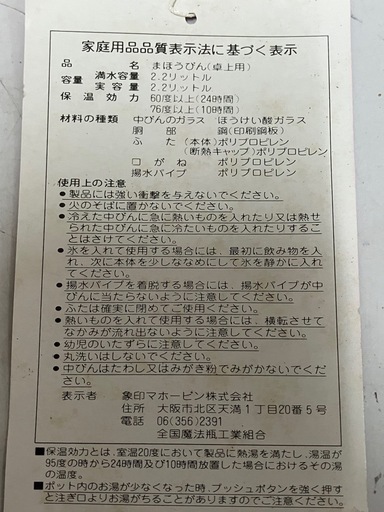 家庭用品品質表示法に基づく表示
品　　　名　　まほうびん(卓上用)
容量 満水容量　2.2リットル
実 容 量　2.2リットル
保 温 効 力　60度以上(24時間)
76度以上(10時間)
材料の種類　中びんのガラス　ほうけい酸ガラス
胴　　部　鋼(印刷鋼板)
ふ　た (本体)ポリプロピレン
(断熱キャップ)ポリプロピレン
口 が ね　ポリプロピレン
揚水パイプ　ポリプロピレン
使用上の注意
●製品には強い衝撃を与えないでください。
●火のそばに置かないでください。
●冷えた中びんに急に熱いものを入れたり又は熱せ
られた中びんに急に冷たいものを入れたりするこ
とはさけてください。
●氷を入れて使用する場合には、最初に飲み物を入
れ、次に本体を少しななめにして氷を静かに入れ
てください。
●揚水パイプを着脱する場合には、揚水パイプが中
びんに当たらないように注意してください。
●ふたは確実に閉めてご使用ください。
●熱いものを入れて使用する場合には、横転させて
なかみが流れ出ないように注意してください。
●幼児のいたずらに注意してください。
●丸洗いはしないでください。
●中びんはたわし又はみがき粉でみがかないでくだ
さい。
表示者　　象印マホービン株式会社
住所　大阪市北区天満１丁目20番５号
電話　06(356)2391
全国魔法瓶工業組合
■保温効力とは、室温20度において製品に熱湯を満たし、湯温が
95度の時から24時間及び10時間放置した場合におけるその湯
の温度。
■ポット内のお湯が少なくなった時、プッシュボタンを強く押す
と注ぎ口よりお湯がちることがありますのでご注意ください。